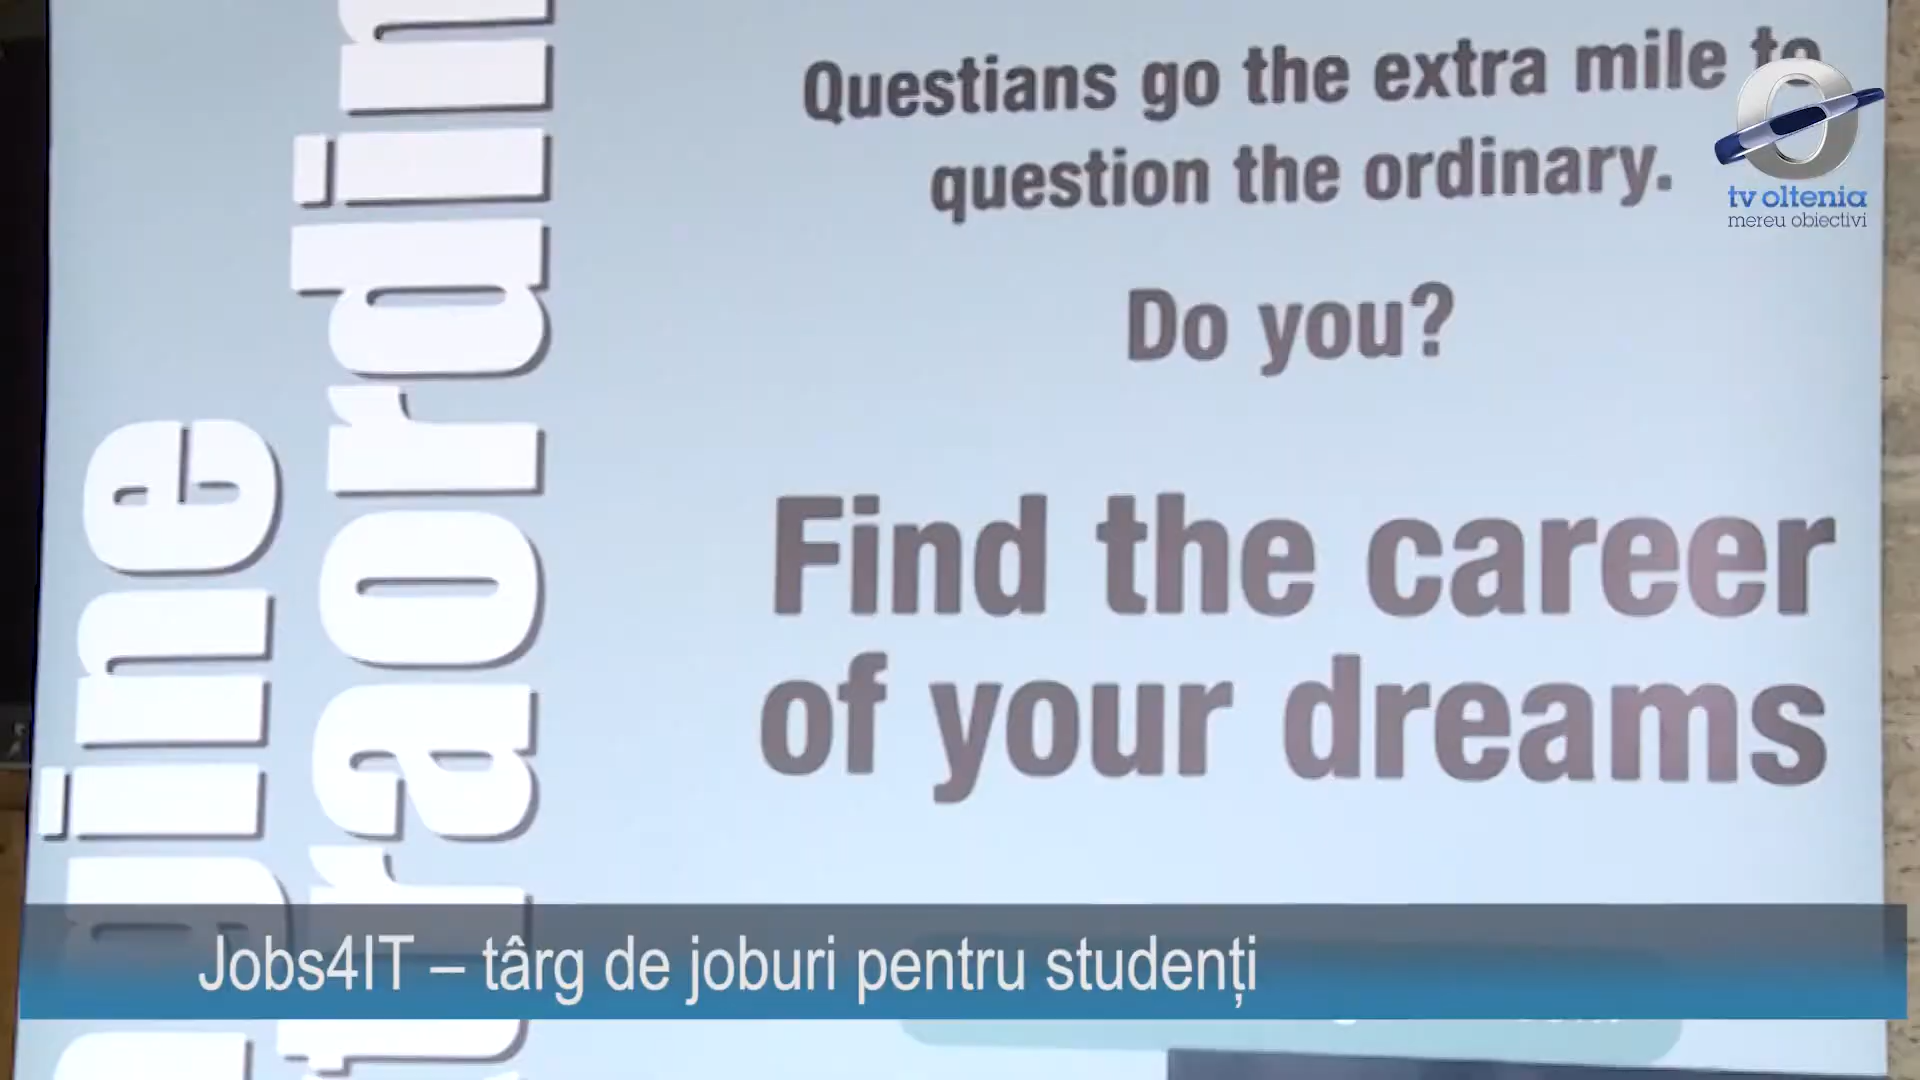 Questians go the extra mile to
question the ordinary.
Do you?
Find the career
of your dreams
tv oltenia
mereu obiectivi
Jobs4IT – târg de joburi pentru studenți